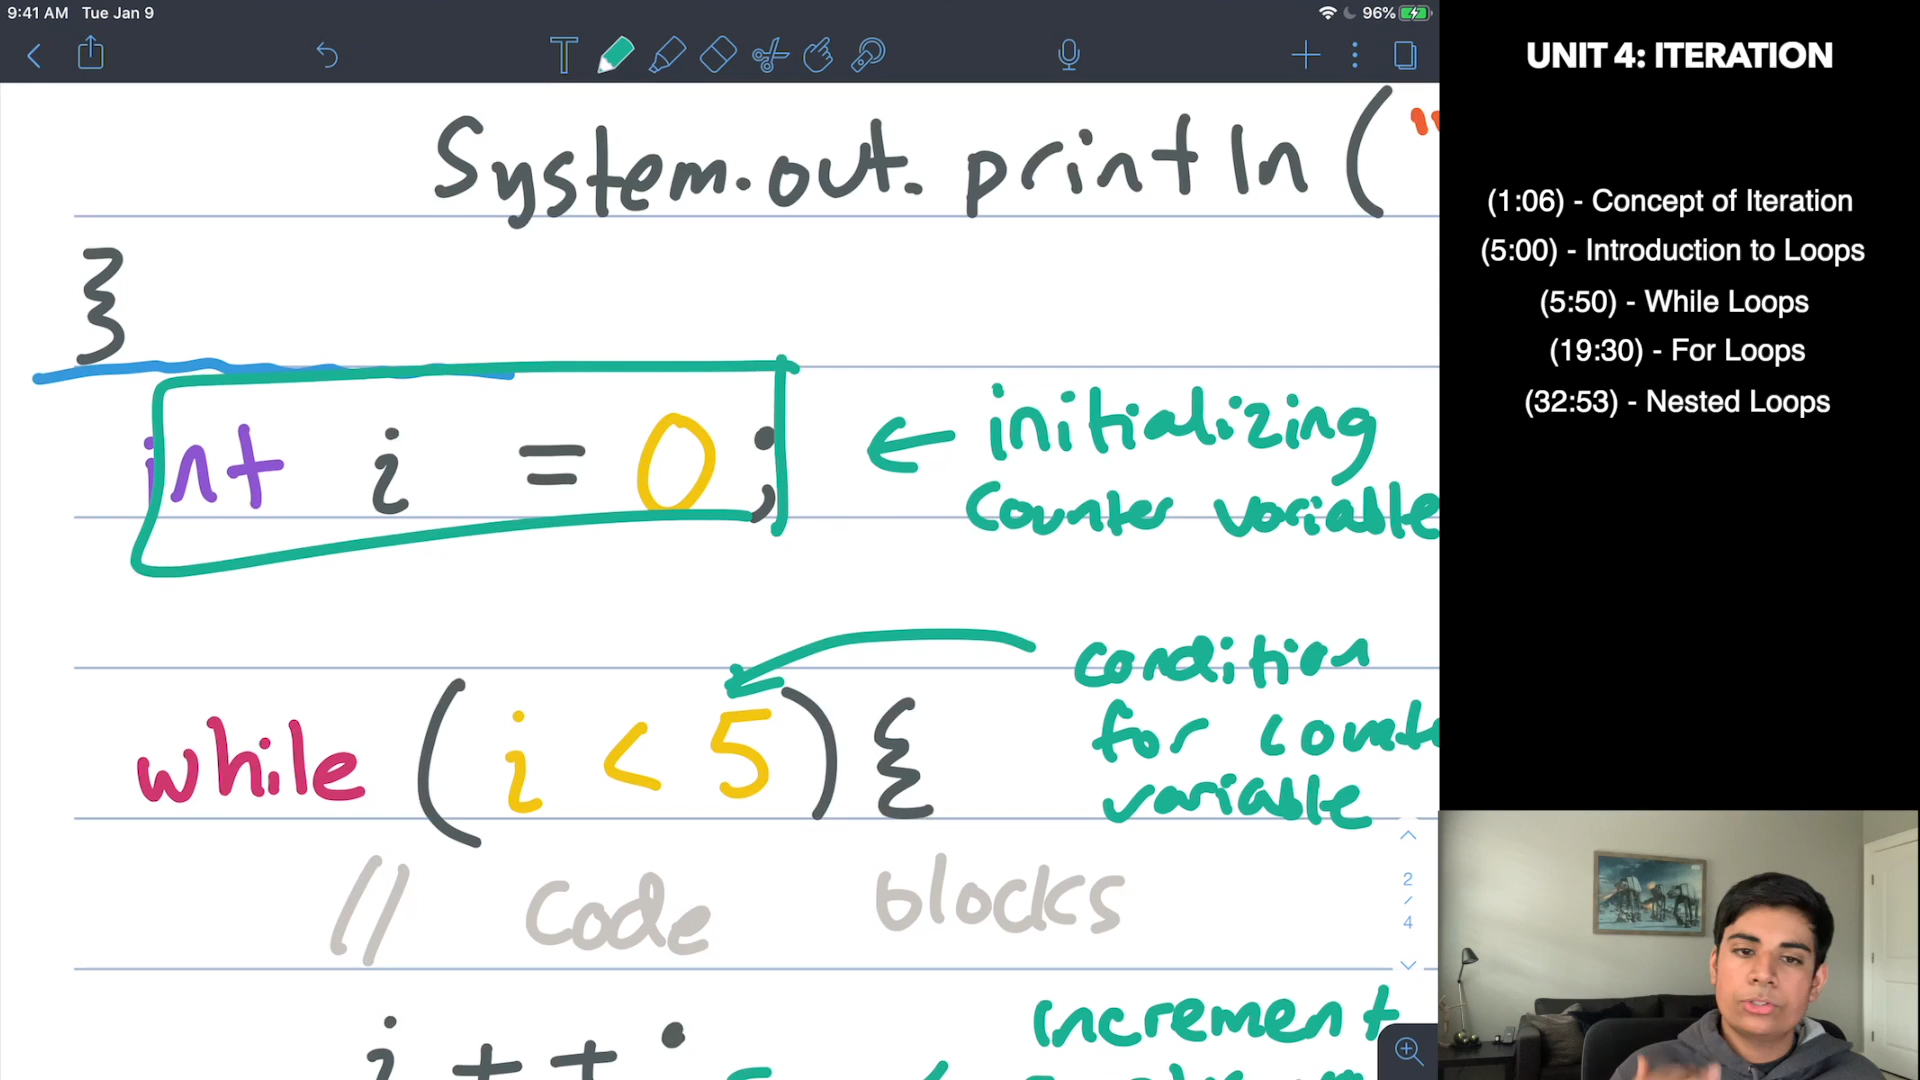 9:41 AM Tue Jan 9
96%
UNIT 4: ITERATION
(1:06) - Concept of Iteration
(5:00) - Introduction to Loops
(5:50) - While Loops
(19:30) - For Loops
(32:53) - Nested Loops
System.out.println("
}
int i = 0;
← initializing
counter variable
condition
for counte
variable
while (i < 5) {
// Code blocks
increment
i++;
2
/
4